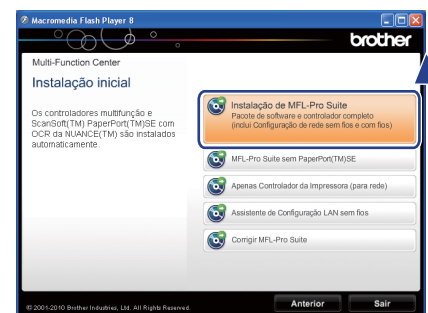 Macromedia Flash Player 8
brother
Multi-Function Center
Instalação inicial
Os controladores multifunção e
ScanSoft(TM) PaperPort(TM)SE com
OCR da NUANCE(TM) são instalados
automaticamente.
Instalação de MFL-Pro Suite
Pacote de software e controlador completo
(inclui Configuração de rede sem fios e com fios)
MFL-Pro Suite sem PaperPort(TM)SE
Apenas Controlador da Impressora (para rede)
Assistente de Configuração LAN sem fios
Corrigir MFL-Pro Suite
© 2001-2010 Brother Industries, Ltd. All Rights Reserved.
Anterior
Sair